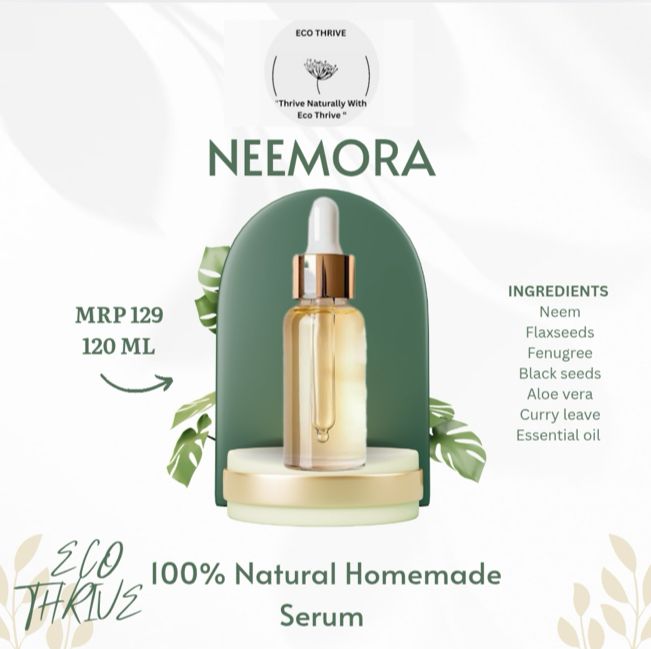 ECO THRIVE
"Thrive Naturally With
Eco Thrive "
NEEMORA
MRP 129
120 ML
INGREDIENTS
Neem
Flaxseeds
Fenugree
Black seeds
Aloe vera
Curry leave
Essential oil
ECO
THRIVE
100% Natural Homemade
Serum